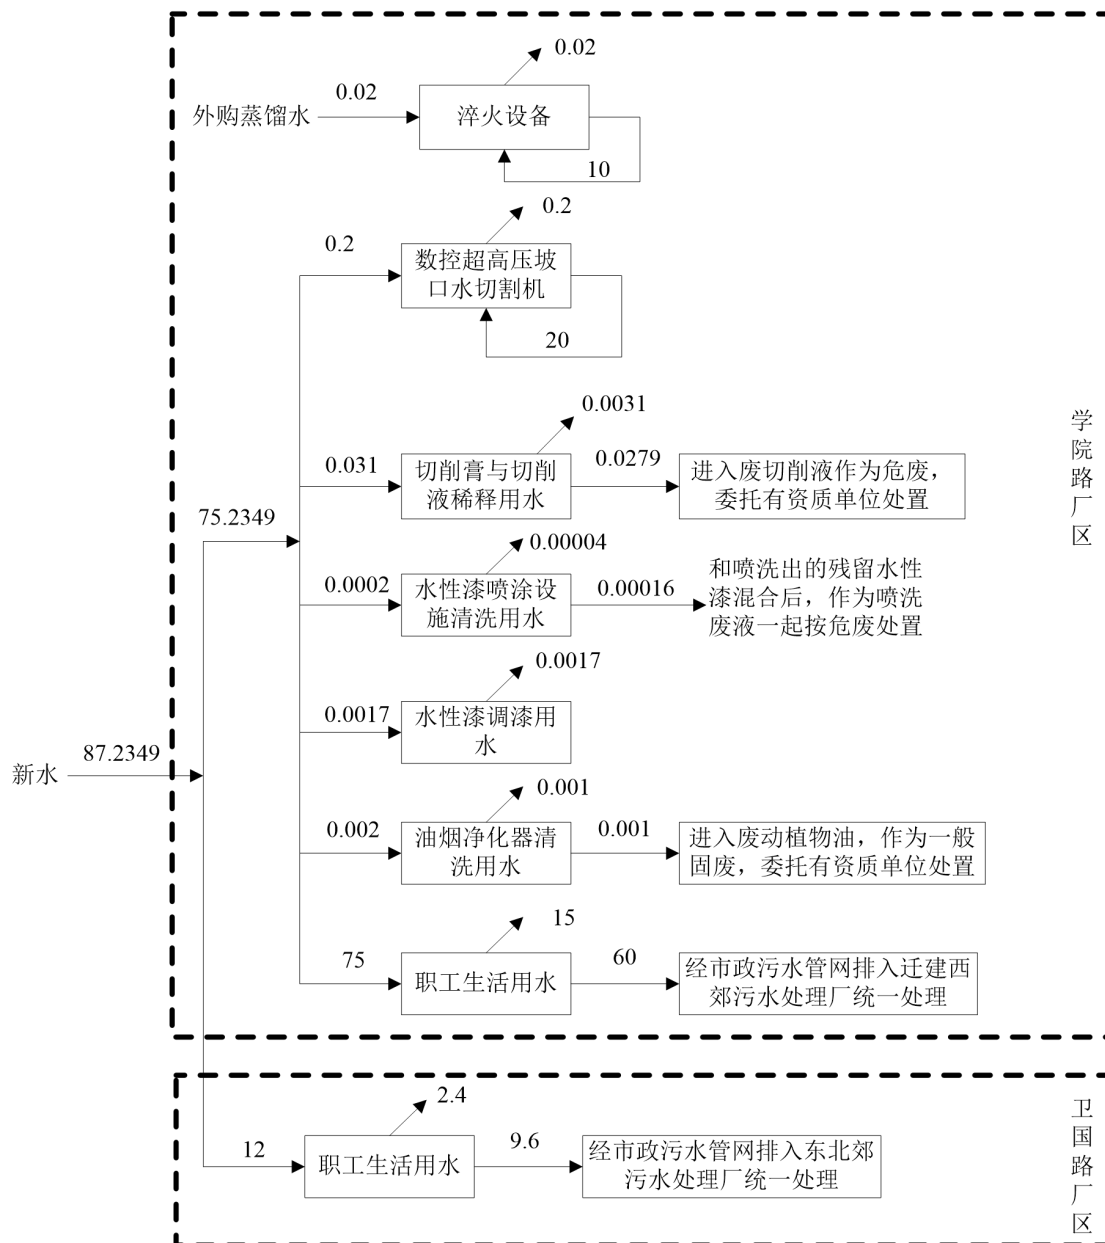 0.02
外购蒸馏水
0.02
淬火设备
10
0.2
0.2
数控超高压坡
口水切割机
20
0.0031
0.031
切削膏与切削
液稀释用水
0.0279
进入废切削液作为危废，
委托有资质单位处置
学
院
路
厂
区
75.2349
0.00004
0.0002
水性漆喷涂设
施清洗用水
0.00016
和喷洗出的残留水性
漆混合后，作为喷洗
废液一起按危废处置
0.0017
0.0017
水性漆调漆用
水
新水
87.2349
0.001
0.002
油烟净化器清
洗用水
0.001
进入废动植物油，作为一般
固废，委托有资质单位处置
15
75
职工生活用水
60
经市政污水管网排入迁建西
郊污水处理厂统一处理
2.4
12
职工生活用水
9.6
经市政污水管网排入东北郊
污水处理厂统一处理
卫
国
路
厂
区